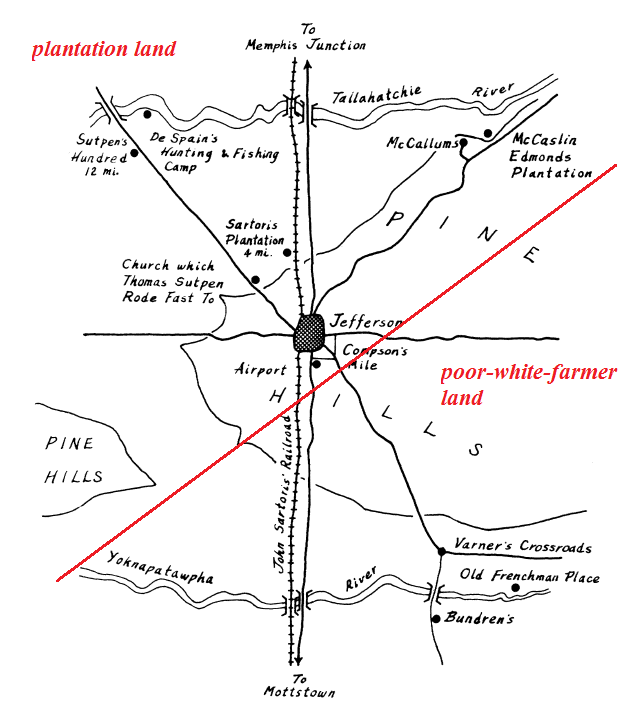 To
Memphis Junction
plantation land
Tallahatchie River
De Spain's
Hunting & Fishing
Camp
Sutpen's
Hundred
12 mi.
McCallums
McCaslin
Edmonds
Plantation
PINE
Sartoris
Plantation
4 mi.
Church which
Thomas Sutpen
Rode Fast To
Jefferson
Compson's
Mile
Airport
poor-white-farmer
land
HILLS
PINE
HILLS
John Sartoris' Railroad
Varner's Crossroads
Yoknapatawpha River
Old Frenchman Place
Bundren's
To
Mottstown